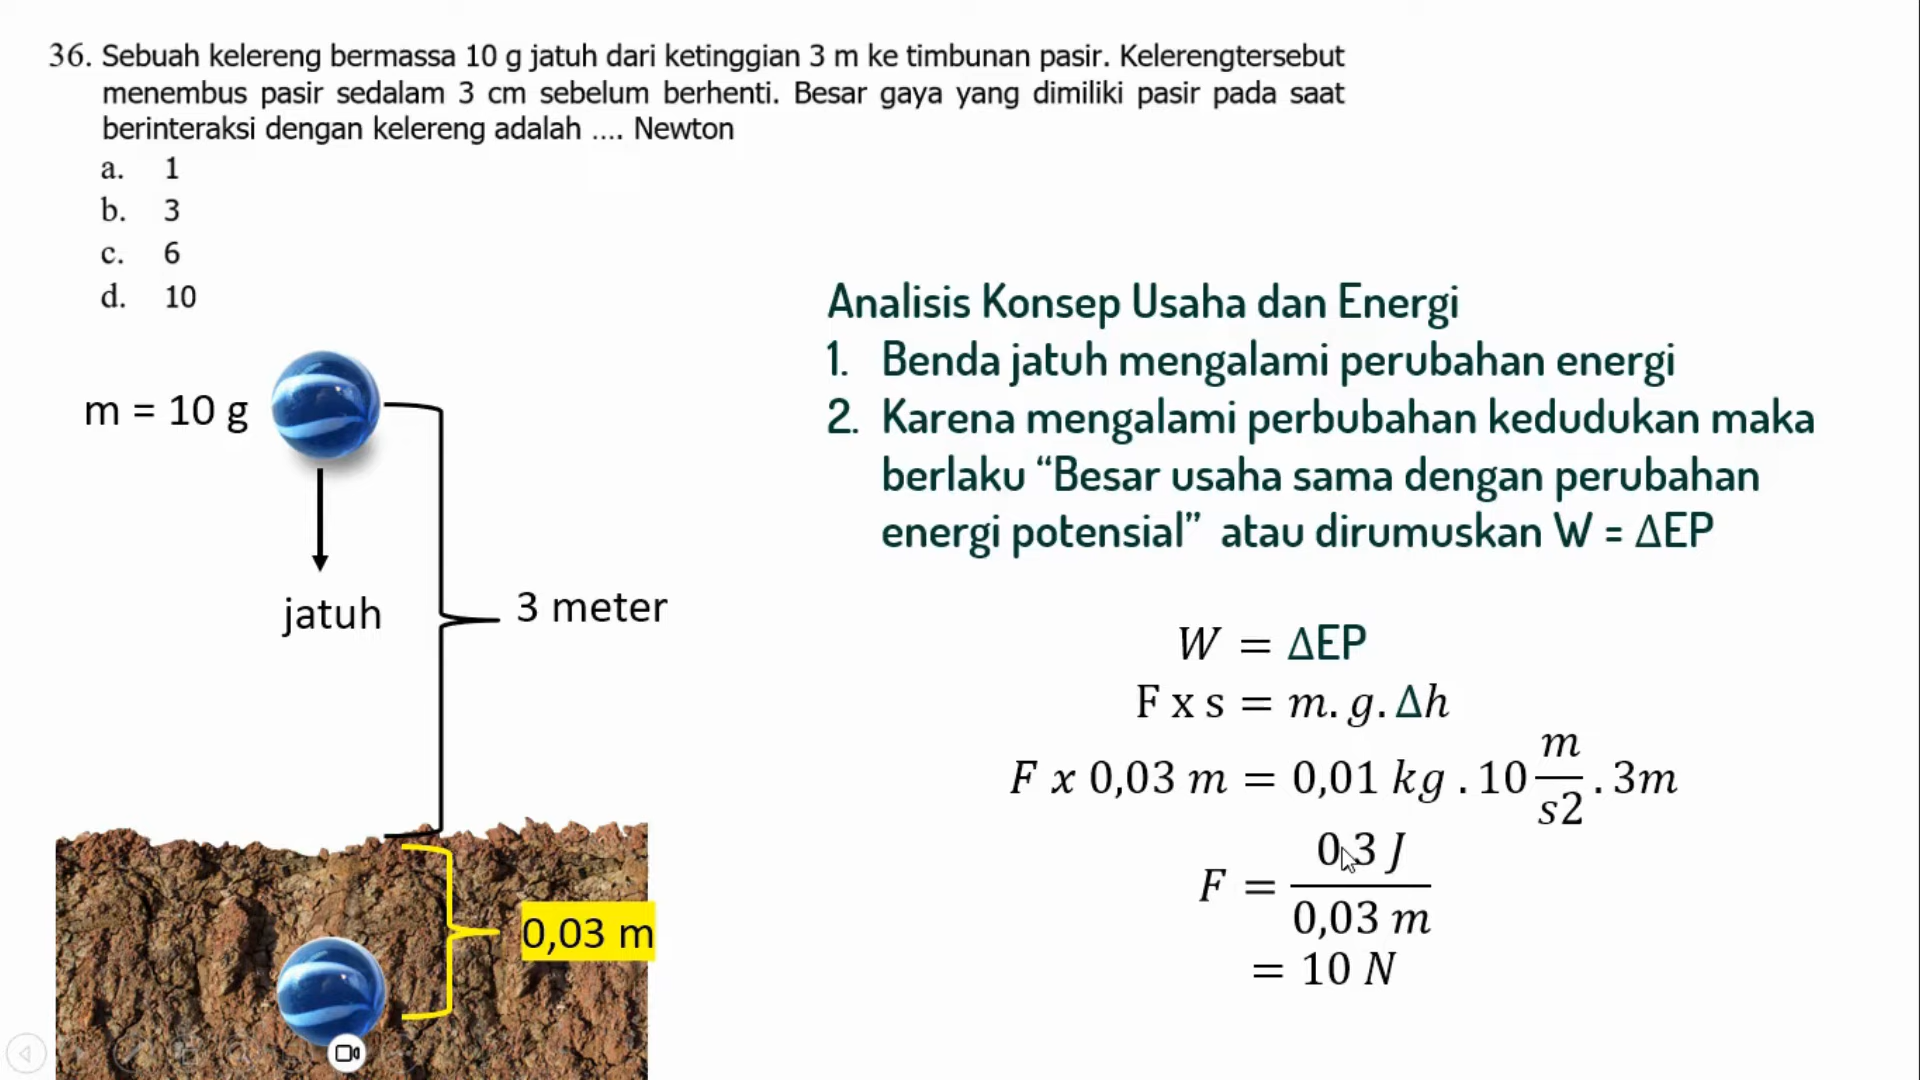 36. Sebuah kelereng bermassa 10 g jatuh dari ketinggian 3 m ke timbunan pasir. Kelerengtersebut
menembus pasir sedalam 3 cm sebelum berhenti. Besar gaya yang dimiliki pasir pada saat
berinteraksi dengan kelereng adalah .... Newton
a. 1
b. 3
c. 6
d. 10
m = 10 g
jatuh
3 meter
0,03 m
Analisis Konsep Usaha dan Energi
1. Benda jatuh mengalami perubahan energi
2. Karena mengalami perbubahan kedudukan maka
berlaku “Besar usaha sama dengan perubahan
energi potensial” atau dirumuskan W = ΔEP
W = ΔEP
F x s = m. g. Δh
F x 0,03 m = 0,01 kg . 10 m/s2 . 3m
F = 0,3 J / 0,03 m
= 10 N